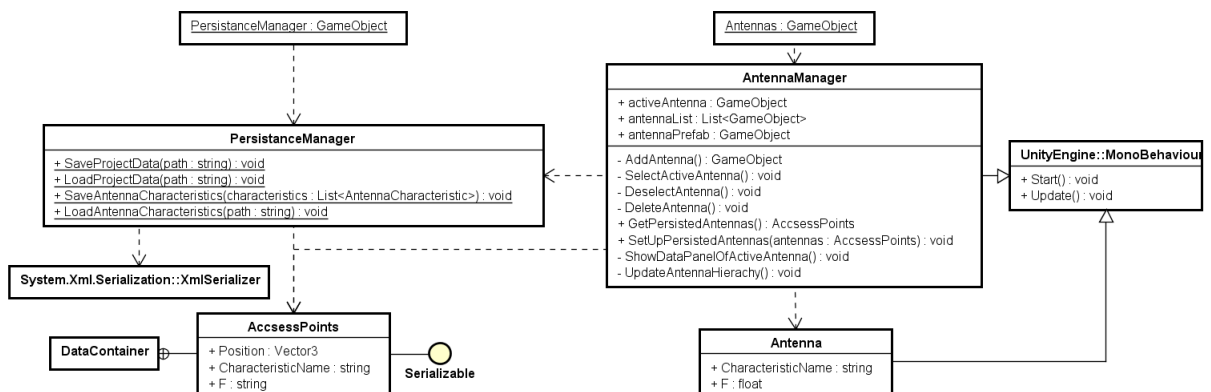 PersistanceManager : GameObject
Antennas : GameObject
AntennaManager
+ activeAntenna : GameObject
+ antennaList : List<GameObject>
+ antennaPrefab : GameObject
- AddAntenna() : GameObject
- SelectActiveAntenna() : void
- DeselectAntenna() : void
- DeleteAntenna() : void
+ GetPersistedAntennas() : AccsessPoints
+ SetUpPersistedAntennas(antennas : AccsessPoints) : void
- ShowDataPanelOfActiveAntenna() : void
- UpdateAntennaHierachy() : void
PersistanceManager
+ SaveProjectData(path : string) : void
+ LoadProjectData(path : string) : void
+ SaveAntennaCharacteristics(characteristics : List<AntennaCharacteristic>) : void
+ LoadAntennaCharacteristics(path : string) : void
UnityEngine::MonoBehaviour
+ Start() : void
+ Update() : void
System.Xml.Serialization::XmlSerializer
DataContainer
AccsessPoints
+ Position : Vector3
+ CharacteristicName : string
+ F : string
Serializable
Antenna
+ CharacteristicName : string
+ F : float